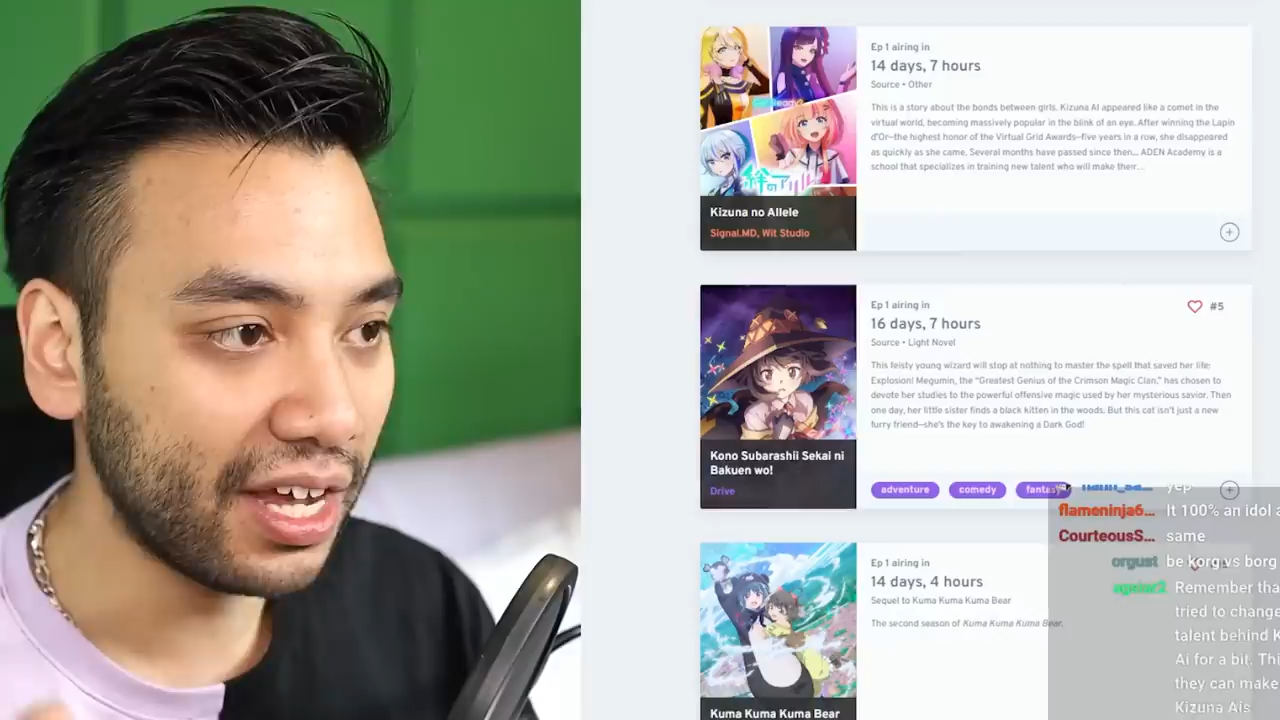 Ep 1 airing in
14 days, 7 hours
Source • Other
This is a story about the bonds between girls. Kizuna AI appeared like a comet in the
virtual world, becoming massively popular in the blink of an eye. After winning the Lapin
d'Or—the highest honor of the Virtual Grid Awards—five years in a row, she disappeared
as quickly as she came. Several months have passed since then... ADEN Academy is a
school that specializes in training new talent who will make their...
絆のアリル
Kizuna no Allele
Signal.MD, Wit Studio
Ep 1 airing in
#5
16 days, 7 hours
Source • Light Novel
This feisty young wizard will stop at nothing to master the spell that saved her life:
Explosion! Megumin, the "Greatest Genius of the Crimson Magic Clan," has chosen to
devote her studies to the powerful offensive magic used by her mysterious savior. Then
one day, her little sister finds a black kitten in the woods. But this cat isn't just a new
furry friend—she's the key to awakening a Dark God!
Kono Subarashii Sekai ni
Bakuen wo!
Drive
adventure comedy fantasy
yep
flameninja6... It 100% an idol a
CourteousS... same
orgust be korg vs borg
Remember tha
tried to change
talent behind K
Ai for a bit. Thi
they can make
Kizuna Ais
Ep 1 airing in
14 days, 4 hours
Sequel to Kuma Kuma Kuma Bear
The second season of Kuma Kuma Kuma Bear.
Kuma Kuma Kuma Bear